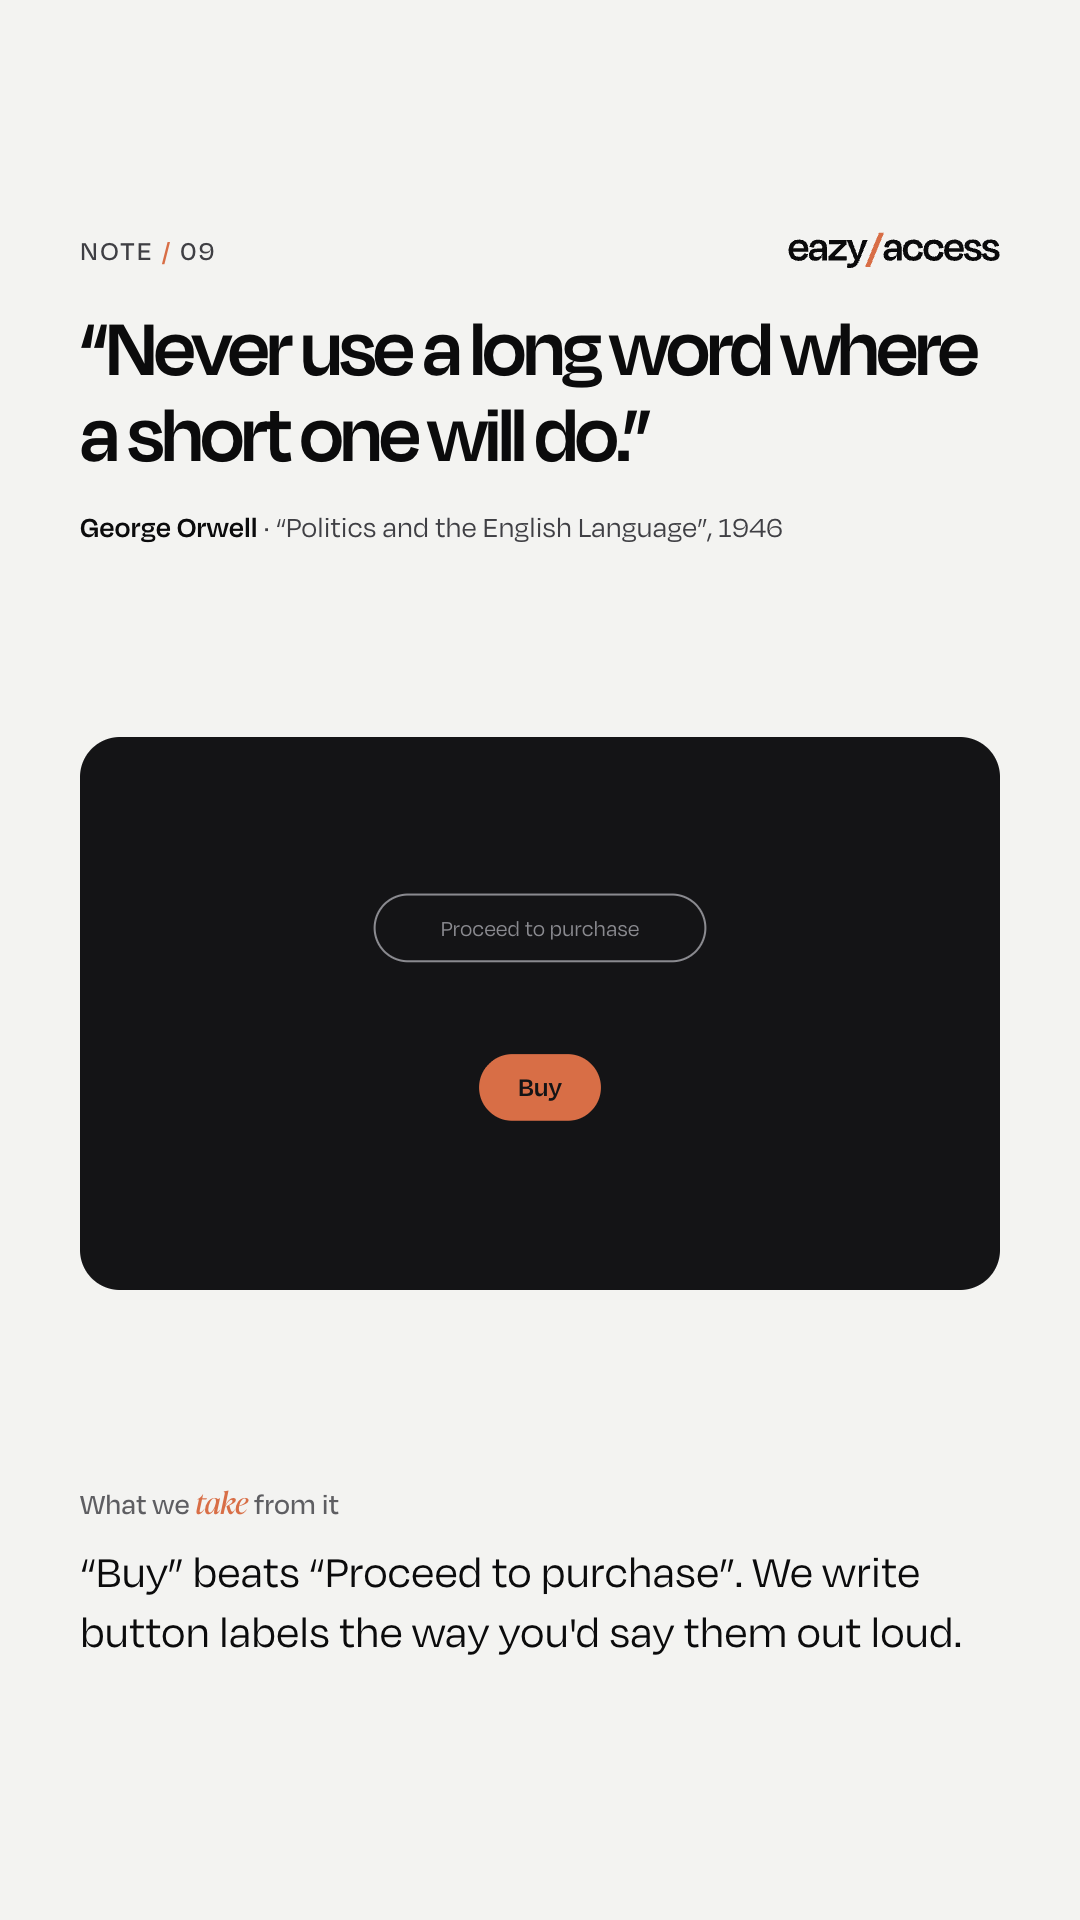 NOTE / 09
eazy/access
“Never use a long word where
a short one will do.”
George Orwell · “Politics and the English Language”, 1946
Proceed to purchase
Buy
What we take from it
“Buy” beats “Proceed to purchase”. We write
button labels the way you'd say them out loud.